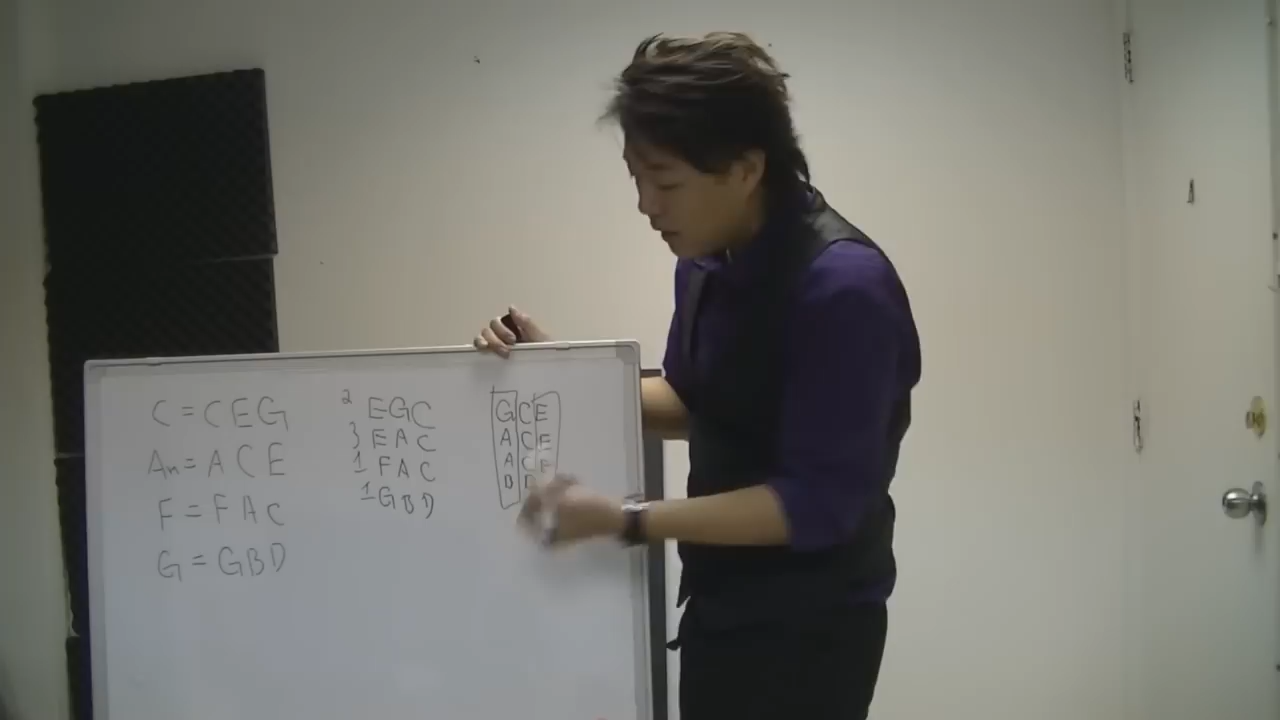 C = C E G
Am = A C E
F = F A C
G = G B D
2 E G C
3 E A C
1 F A C
1 G B D
G C E
A C E
A C F
B D